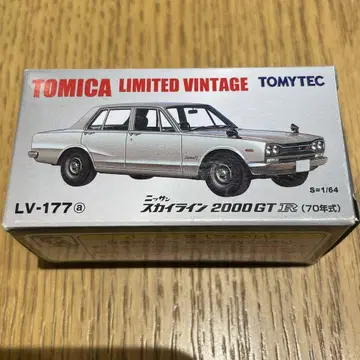 TOMICA LIMITED VINTAGE TOMYTEC
S=1/64
LV-177ⓐ ニッサン スカイライン 2000GT R (70年式)